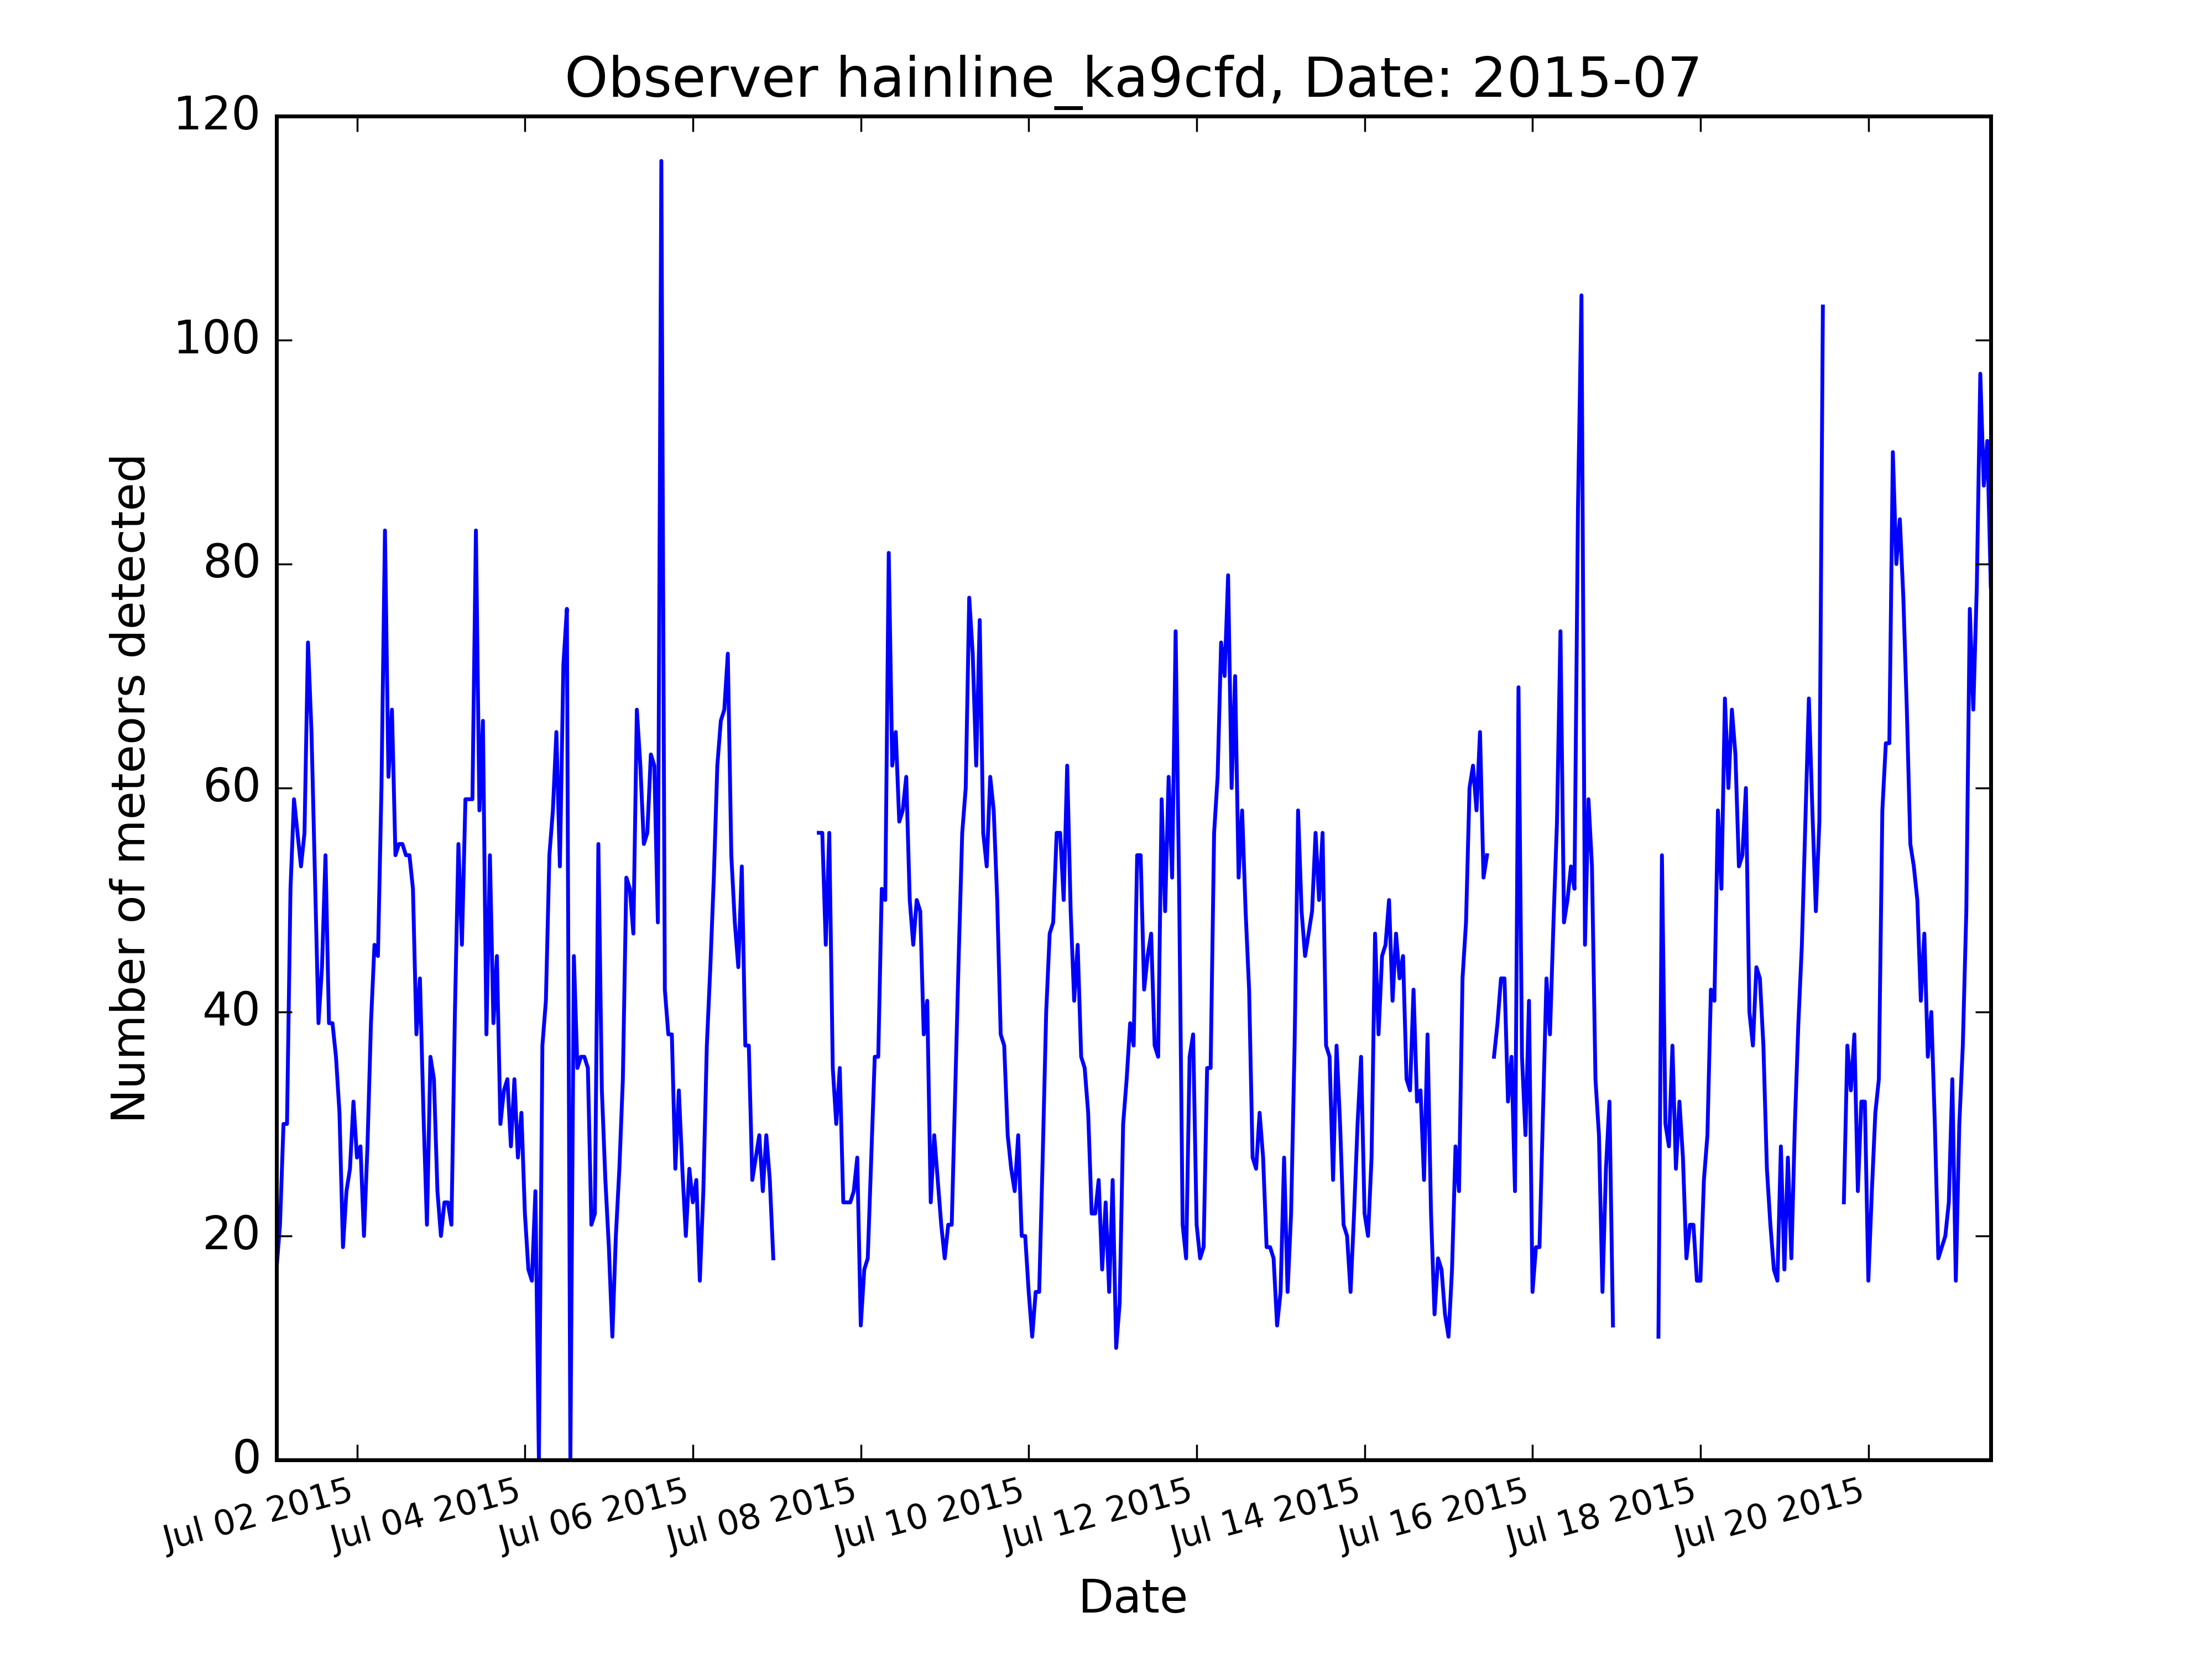 Observer hainline_ka9cfd, Date: 2015-07
Number of meteors detected
120
100
80
60
40
20
0
Jul 02 2015
Jul 04 2015
Jul 06 2015
Jul 08 2015
Jul 10 2015
Jul 12 2015
Jul 14 2015
Jul 16 2015
Jul 18 2015
Jul 20 2015
Date